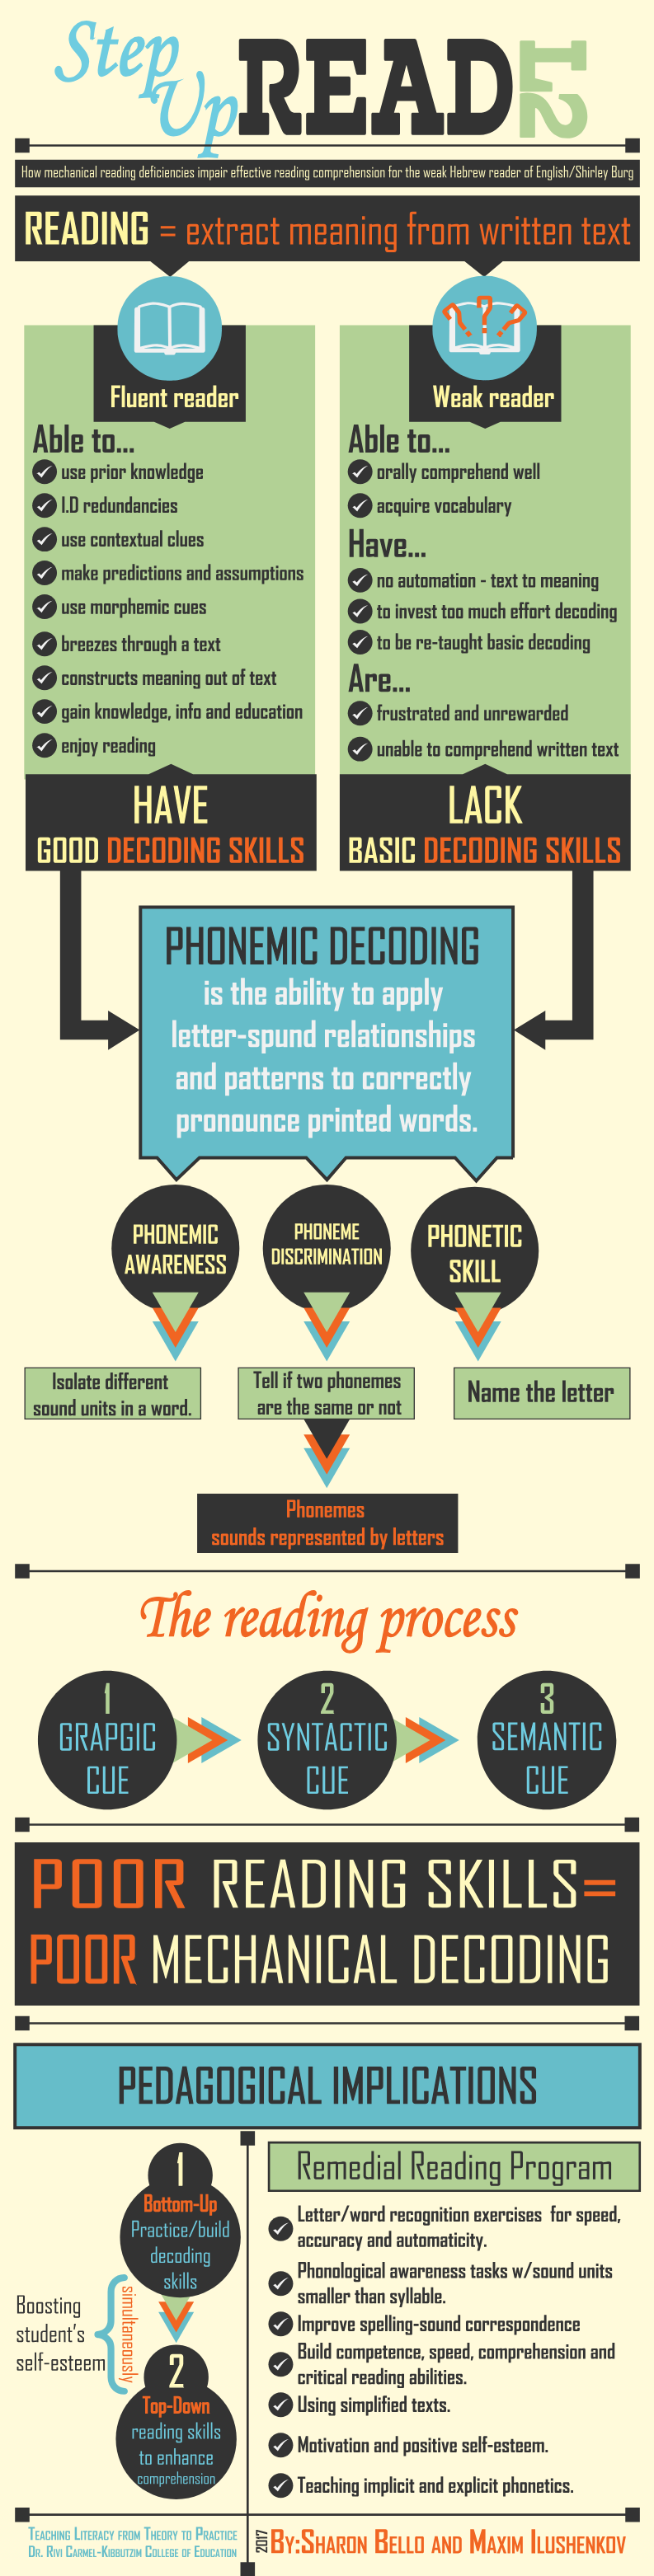 Step
Up READ L2
How mechanical reading deficiencies impair effective reading comprehension for the weak Hebrew reader of English/Shirley Burg
READING = extract meaning from written text
???
Fluent reader
Able to...
use prior knowledge
I.D redundancies
use contextual clues
make predictions and assumptions
use morphemic cues
breezes through a text
constructs meaning out of text
gain knowledge, info and education
enjoy reading
HAVE
GOOD DECODING SKILLS
Weak reader
Able to...
orally comprehend well
acquire vocabulary
Have...
no automation - text to meaning
to invest too much effort decoding
to be re-taught basic decoding
Are...
frustrated and unrewarded
unable to comprehend written text
LACK
BASIC DECODING SKILLS
PHONEMIC DECODING
is the ability to apply
letter-spund relationships
and patterns to correctly
pronounce printed words.
PHONEMIC
AWARENESS
Isolate different
sound units in a word.
PHONEME
DISCRIMINATION
Tell if two phonemes
are the same or not
Phonemes
sounds represented by letters
PHONETIC
SKILL
Name the letter
The reading process
1
GRAPGIC
CUE
2
SYNTACTIC
CUE
3
SEMANTIC
CUE
POOR READING SKILLS=
POOR MECHANICAL DECODING
PEDAGOGICAL IMPLICATIONS
1
Bottom-Up
Practice/build
decoding
skills
Boosting
student's
self-esteem
simultaneously
2
Top-Down
reading skills
to enhance
comprehension
Remedial Reading Program
Letter/word recognition exercises for speed,
accuracy and automaticity.
Phonological awareness tasks w/sound units
smaller than syllable.
Improve spelling-sound correspondence
Build competence, speed, comprehension and
critical reading abilities.
Using simplified texts.
Motivation and positive self-esteem.
Teaching implicit and explicit phonetics.
TEACHING LITERACY FROM THEORY TO PRACTICE
DR. RIVI CARMEL-KIBBUTZIM COLLEGE OF EDUCATION
2017
BY:SHARON BELLO AND MAXIM ILUSHENKOV